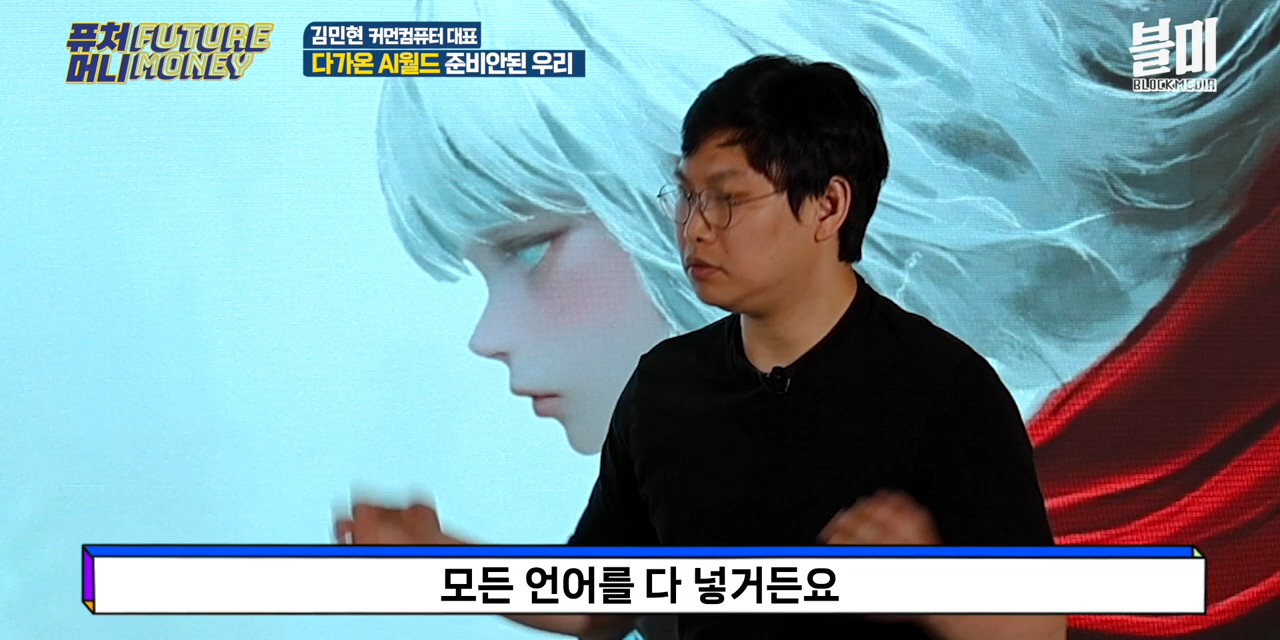 퓨처 FUTURE
머니 MONEY
김민현 커먼컴퓨터 대표
다가온 AI월드 준비안된 우리
블미
BLOCKMEDIA
모든 언어를 다 넣거든요